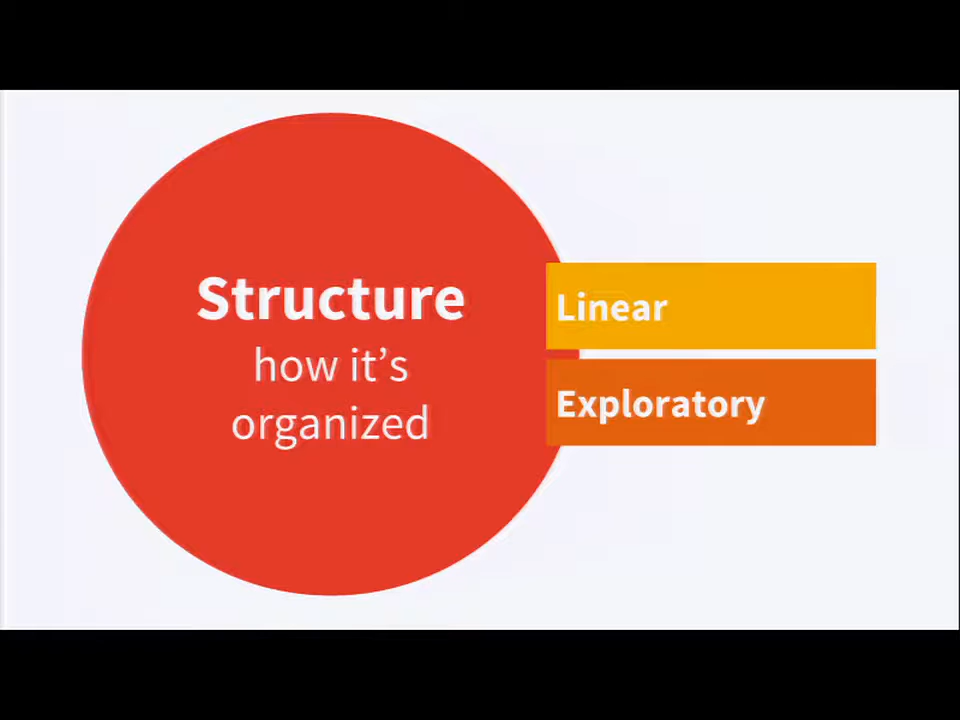 Structure
how it’s
organized
Linear
Exploratory